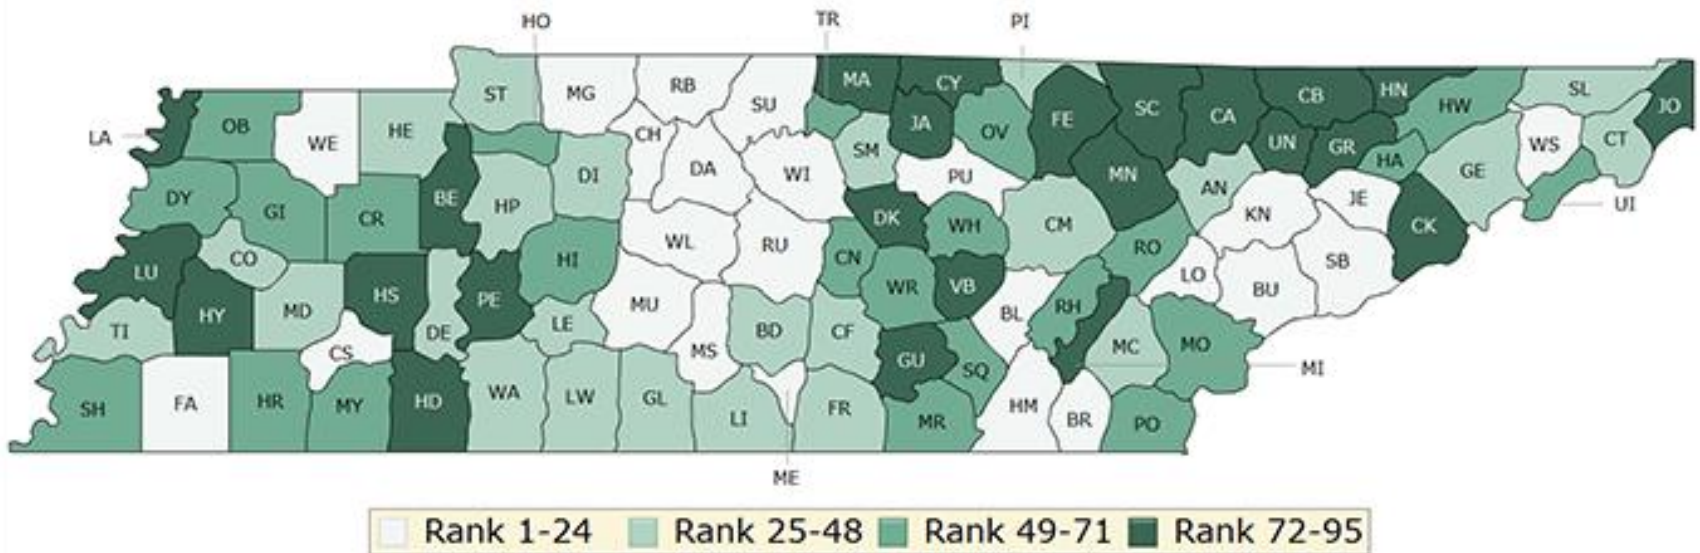 HO TR PI
ST MG RB SU MA CY SC CA CB HN HW SL JO
LA OB WE HE CH JA OV FE UN GR HA WS CT
DY GI CR BE HP DI DA WI SM PU MN AN KN JE GE UI
LU CO HS HI WL RU DK WH CM RO LO SB CK
TI HY MD DE PE LE MU CN WR VB BL RH BU
CS MS BD CF GU SQ MC MO MI
SH FA HR MY HD WA LW GL LI FR MR HM BR PO
ME
Rank 1-24 Rank 25-48 Rank 49-71 Rank 72-95